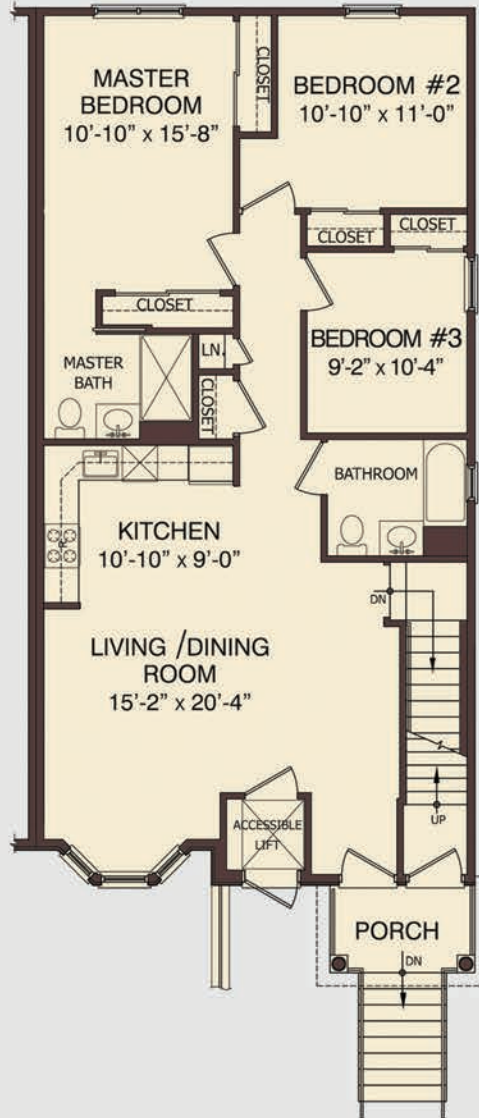 MASTER
BEDROOM
10'-10" x 15'-8"
CLOSET
BEDROOM #2
10'-10" x 11'-0"
CLOSET
CLOSET
CLOSET
BEDROOM #3
9'-2" x 10'-4"
MASTER
BATH
LN.
CLOSET
BATHROOM
KITCHEN
10'-10" x 9'-0"
R
DN
LIVING /DINING
ROOM
15'-2" x 20'-4"
UP
ACCESSIBLE
LIFT
PORCH
DN